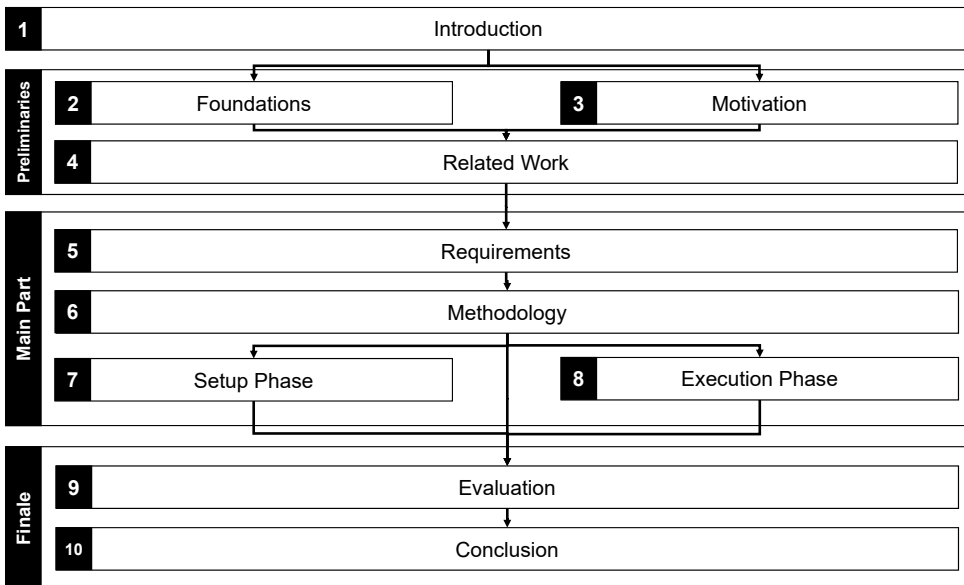 1 Introduction
Preliminaries
2 Foundations
3 Motivation
4 Related Work
Main Part
5 Requirements
6 Methodology
7 Setup Phase
8 Execution Phase
Finale
9 Evaluation
10 Conclusion